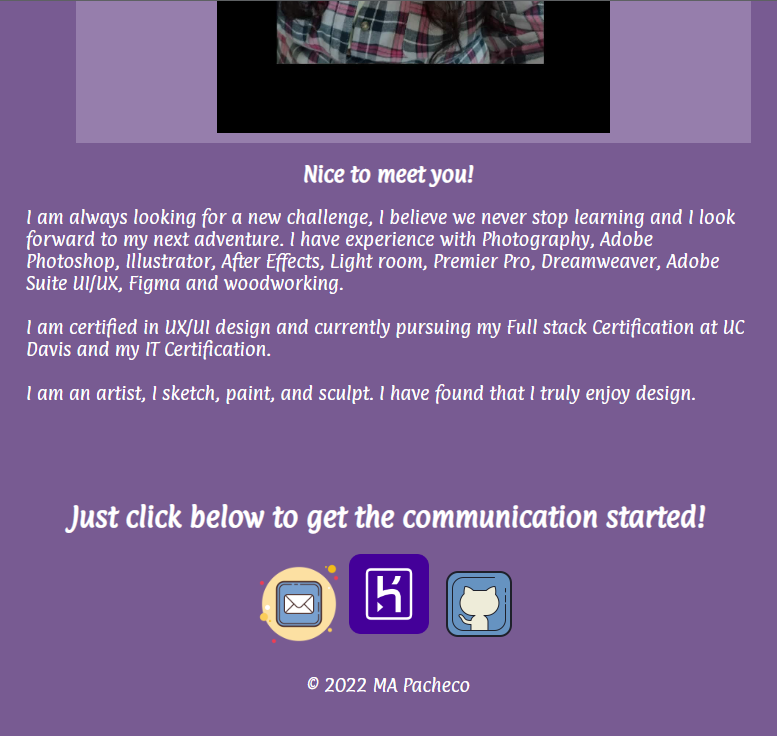 Nice to meet you!
I am always looking for a new challenge, I believe we never stop learning and I look
forward to my next adventure. I have experience with Photography, Adobe
Photoshop, Illustrator, After Effects, Light room, Premier Pro, Dreamweaver, Adobe
Suite UI/UX, Figma and woodworking.
I am certified in UX/UI design and currently pursuing my Full stack Certification at UC
Davis and my IT Certification.
I am an artist, I sketch, paint, and sculpt. I have found that I truly enjoy design.
Just click below to get the communication started!
© 2022 MA Pacheco